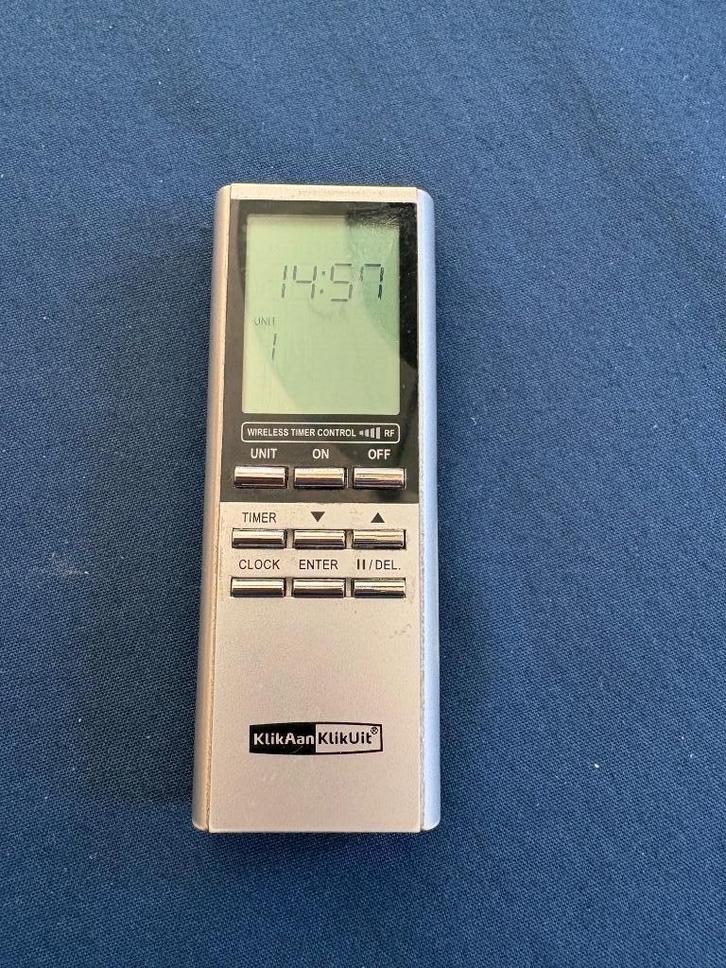 14:57
UNIT
1
WIRELESS TIMER CONTROL RF
UNIT ON OFF
TIMER ▼ ▲
CLOCK ENTER II/DEL.
KlikAanKlikUit®